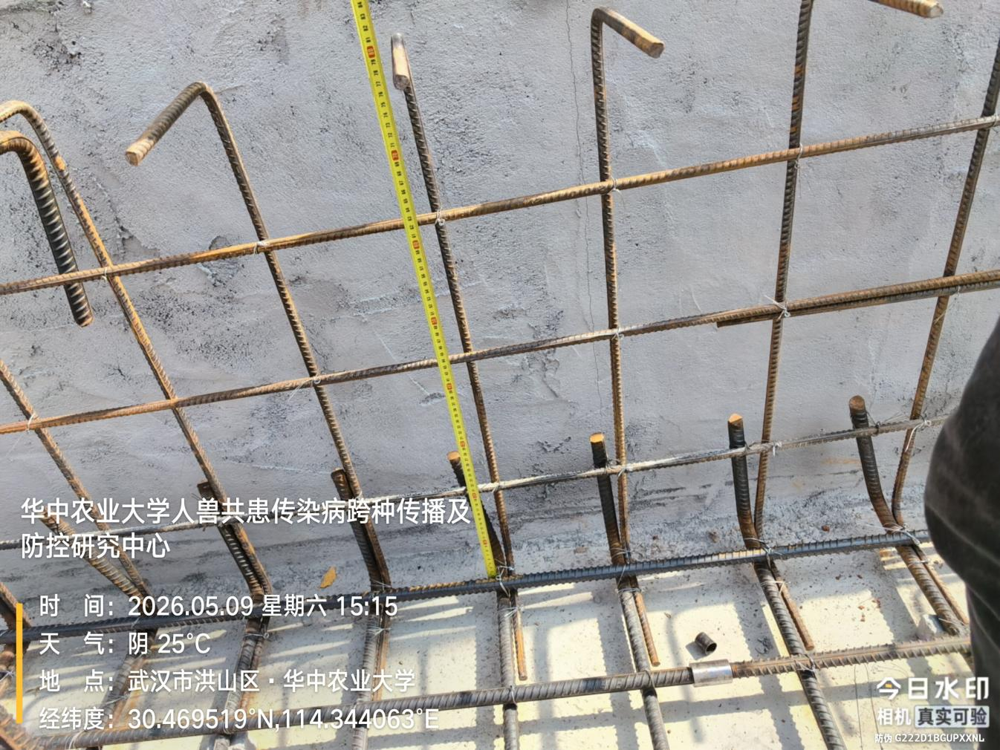 华中农业大学人兽共患传染病跨种传播及
防控研究中心
时 间：2026.05.09 星期六 15:15
天 气：阴 25℃
地 点：武汉市洪山区·华中农业大学
经纬度：30.469519°N,114.344063°E
今日水印
相机 真实可验
防伪 G222D1BGUPXXNL